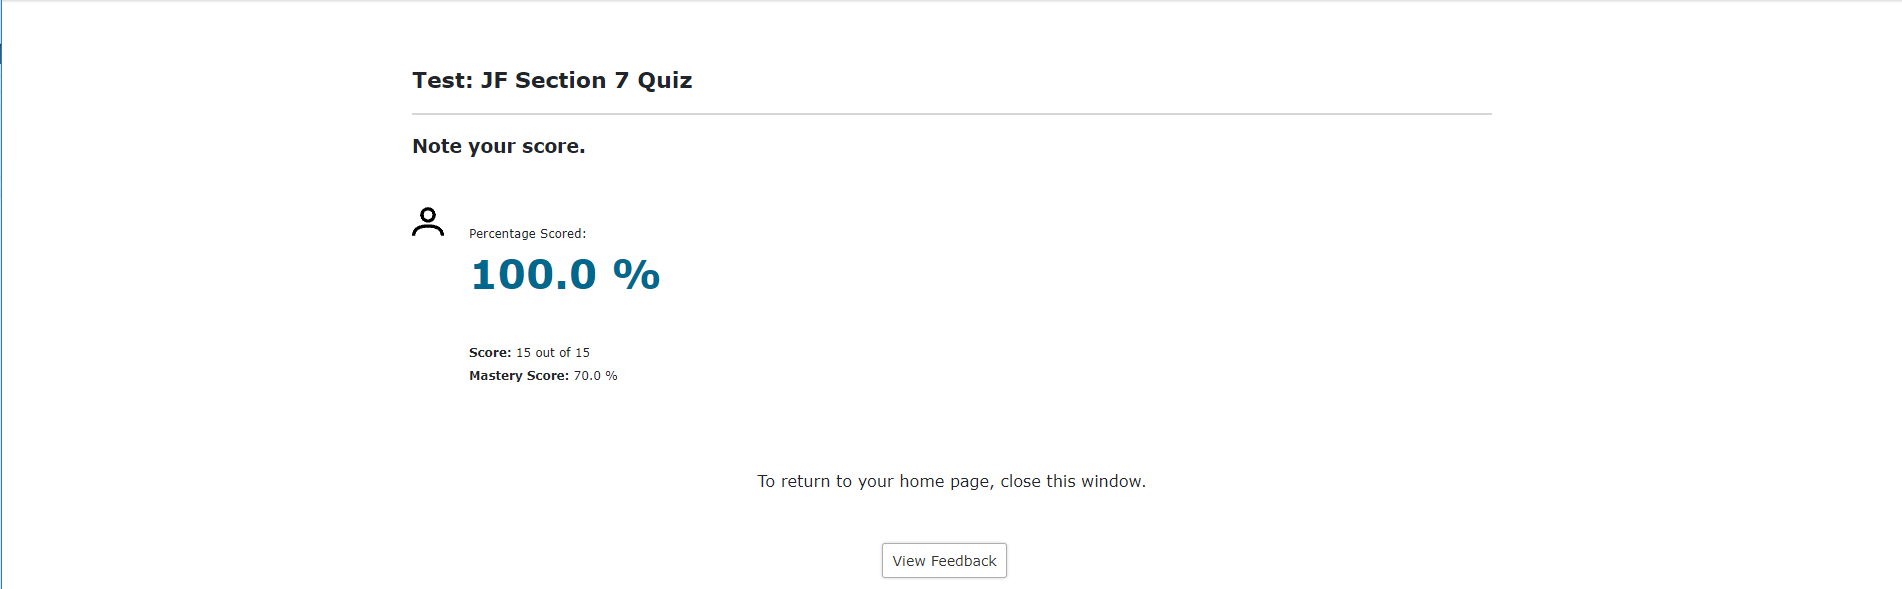 Test: JF Section 7 Quiz
Note your score.
Percentage Scored:
100.0 %
Score: 15 out of 15
Mastery Score: 70.0 %
To return to your home page, close this window.
View Feedback